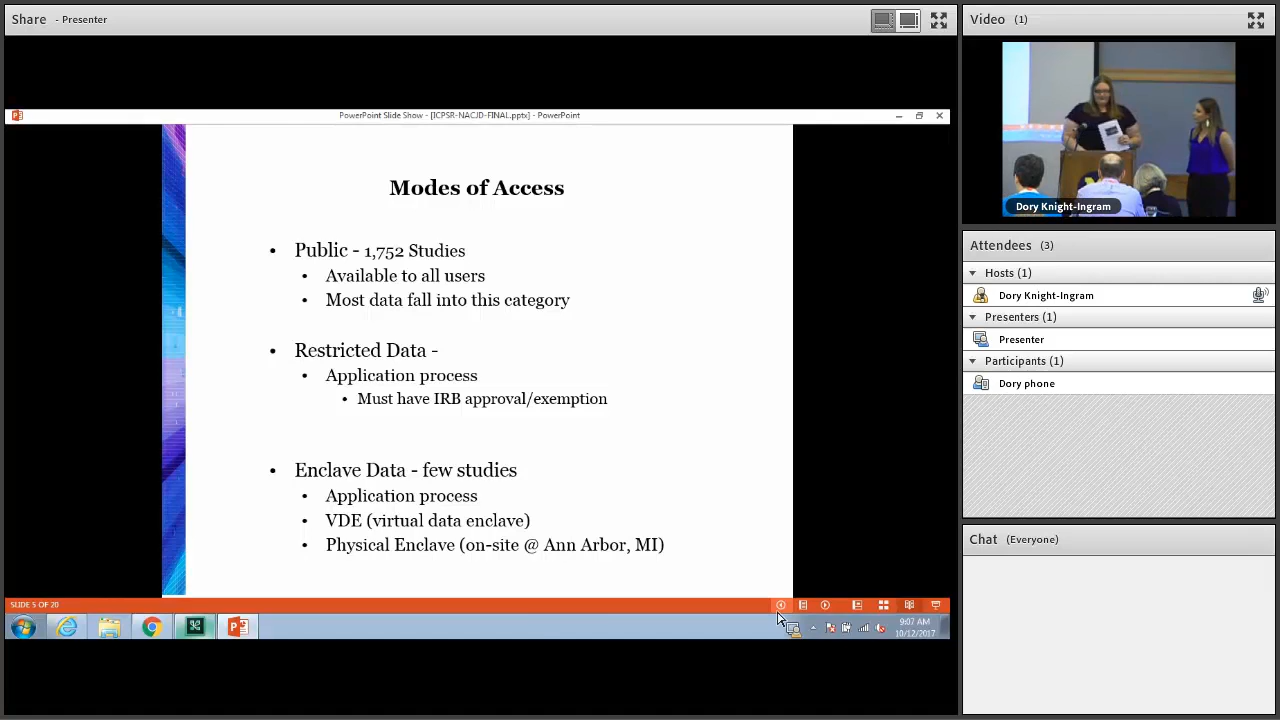 Share - Presenter
PowerPoint Slide Show - [ICPSR-NACJD-FINAL.pptx] - PowerPoint
Modes of Access
• Public - 1,752 Studies
• Available to all users
• Most data fall into this category
• Restricted Data -
• Application process
• Must have IRB approval/exemption
• Enclave Data - few studies
• Application process
• VDE (virtual data enclave)
• Physical Enclave (on-site @ Ann Arbor, MI)
SLIDE 5 OF 20
9:07 AM
10/12/2017
Video (1)
Dory Knight-Ingram
Attendees (3)
Hosts (1)
Dory Knight-Ingram
Presenters (1)
Presenter
Participants (1)
Dory phone
Chat (Everyone)